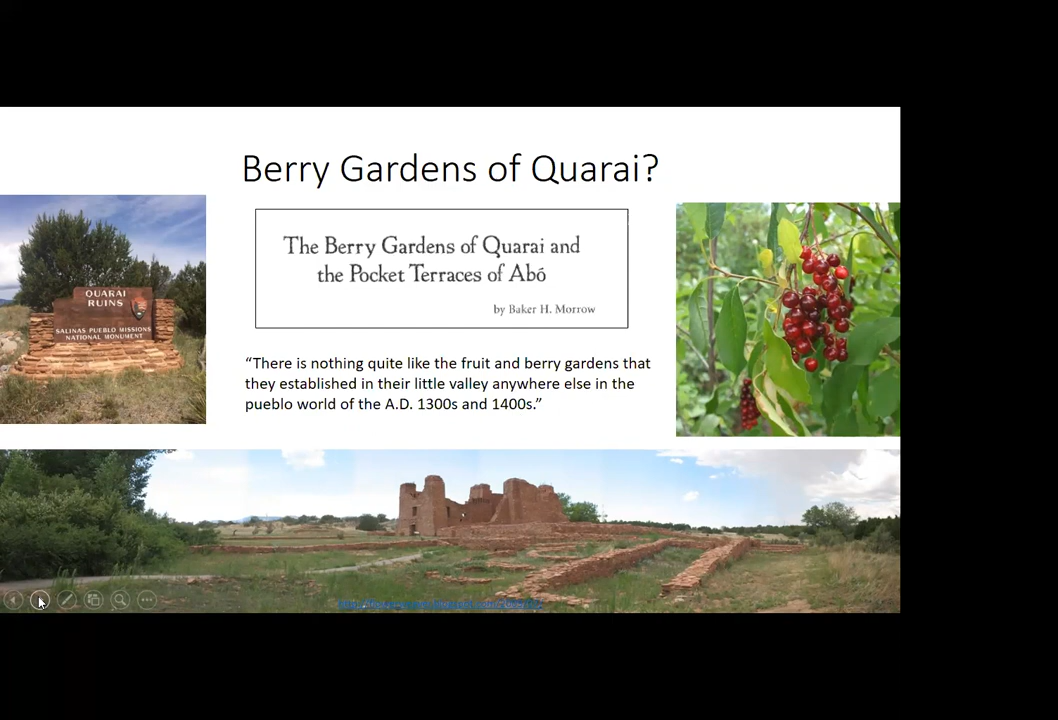 Berry Gardens of Quarai?
QUARAI
RUINS
SALINAS PUEBLO MISSIONS
NATIONAL MONUMENT
The Berry Gardens of Quarai and
the Pocket Terraces of Abó
by Baker H. Morrow
“There is nothing quite like the fruit and berry gardens that
they established in their little valley anywhere else in the
pueblo world of the A.D. 1300s and 1400s.”